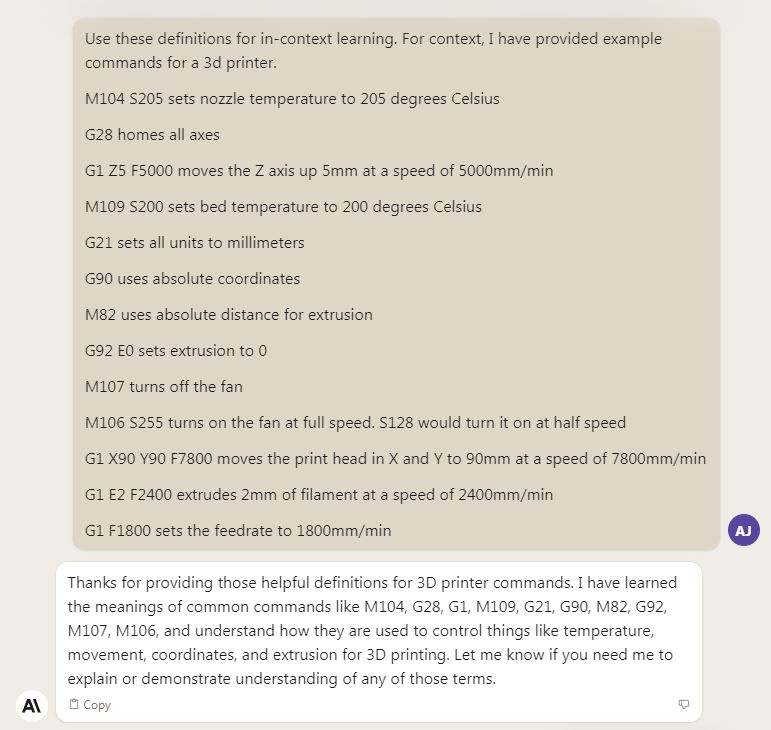 Use these definitions for in-context learning. For context, I have provided example
commands for a 3d printer.
M104 S205 sets nozzle temperature to 205 degrees Celsius
G28 homes all axes
G1 Z5 F5000 moves the Z axis up 5mm at a speed of 5000mm/min
M109 S200 sets bed temperature to 200 degrees Celsius
G21 sets all units to millimeters
G90 uses absolute coordinates
M82 uses absolute distance for extrusion
G92 E0 sets extrusion to 0
M107 turns off the fan
M106 S255 turns on the fan at full speed. S128 would turn it on at half speed
G1 X90 Y90 F7800 moves the print head in X and Y to 90mm at a speed of 7800mm/min
G1 E2 F2400 extrudes 2mm of filament at a speed of 2400mm/min
G1 F1800 sets the feedrate to 1800mm/min
AJ
Thanks for providing those helpful definitions for 3D printer commands. I have learned
the meanings of common commands like M104, G28, G1, M109, G21, G90, M82, G92,
M107, M106, and understand how they are used to control things like temperature,
movement, coordinates, and extrusion for 3D printing. Let me know if you need me to
explain or demonstrate understanding of any of those terms.
A\
Copy